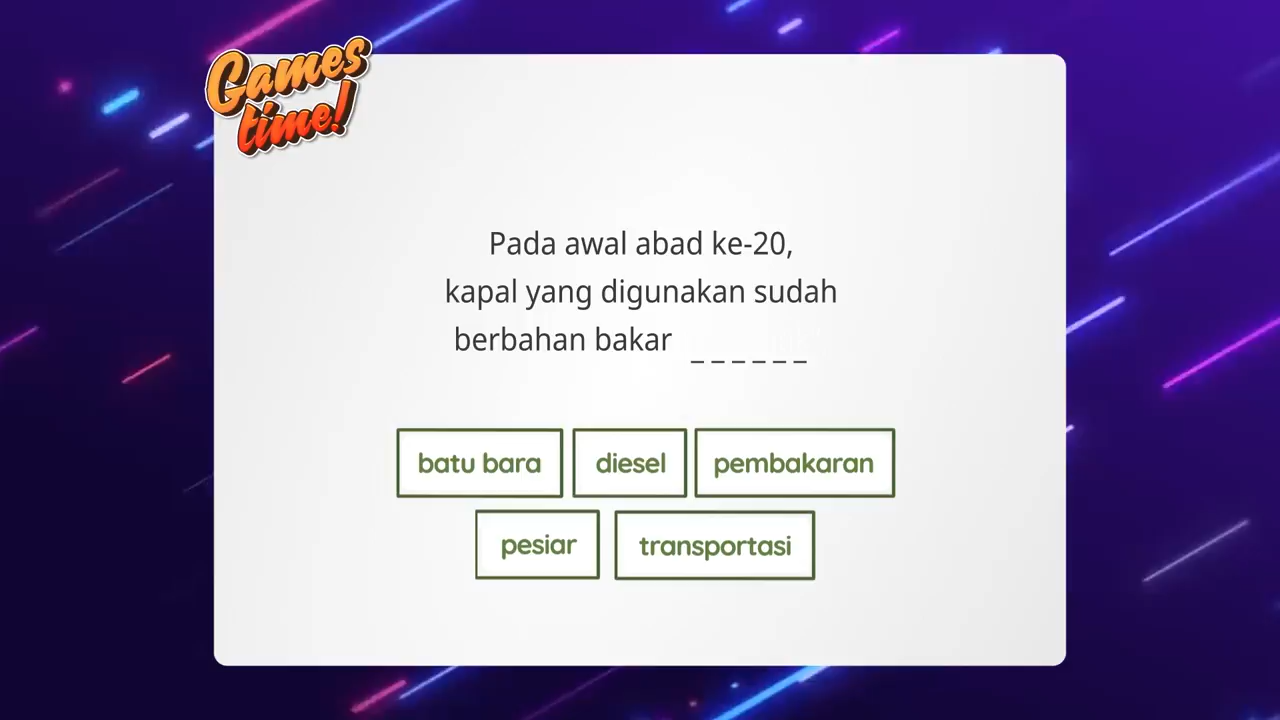 Games
time!
Pada awal abad ke-20,
kapal yang digunakan sudah
berbahan bakar _ _ _ _ _ _
batu bara
diesel
pembakaran
pesiar
transportasi